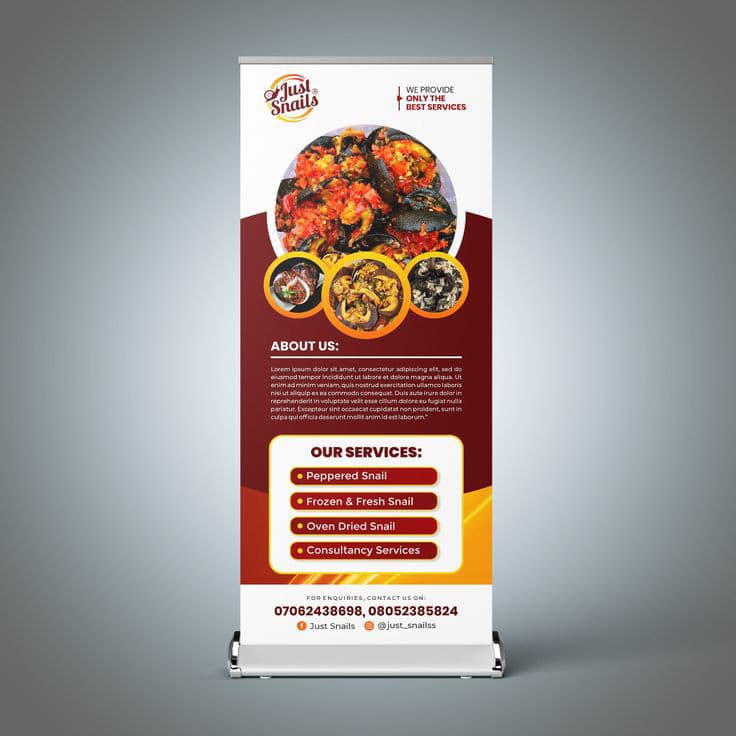 Just
Snails
WE PROVIDE
ONLY THE
BEST SERVICES
ABOUT US:
Lorem ipsum dolor sit amet, consectetur adipiscing elit, sed do
eiusmod tempor incididunt ut labore et dolore magna aliqua.
Ut enim ad minim veniam, quis nostrud exercitation ullamco
laboris nisi ut aliquip ex ea commodo consequat. Duis aute irure
dolor in reprehenderit in voluptate velit esse cillum dolore eu fugiat nulla
pariatur. Excepteur sint occaecat cupidatat non proident, sunt in
culpa qui officia deserunt mollit anim id est laborum."
OUR SERVICES:
Peppered Snail
Frozen & Fresh Snail
Oven Dried Snail
Consultancy Services
FOR ENQUIRIES, CONTACT US ON:
07062438698, 08052385824
Just Snails @just_snailss